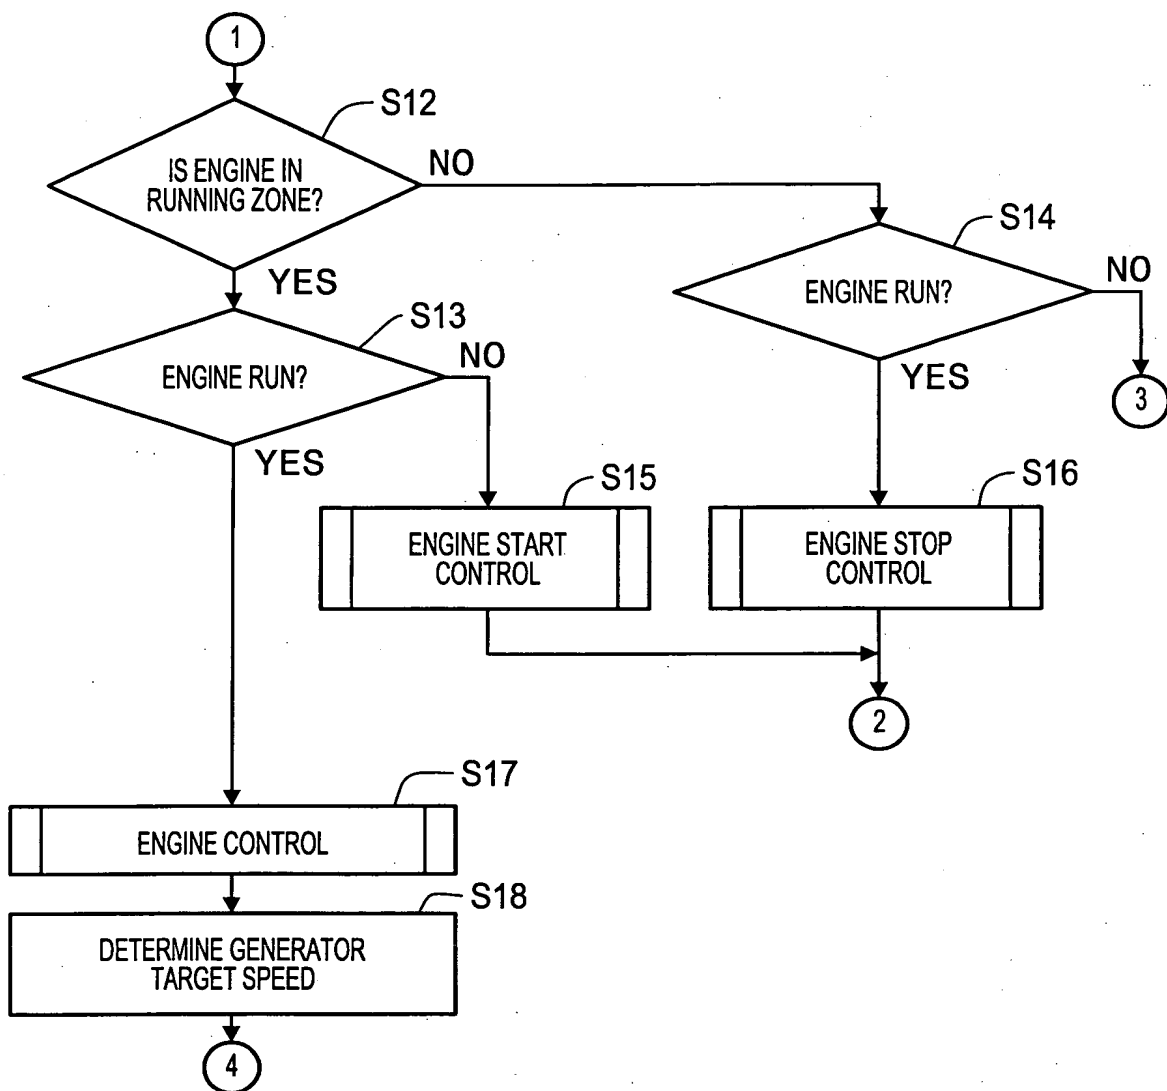 1
S12
IS ENGINE IN
RUNNING ZONE?
NO
YES
S14
ENGINE RUN?
NO
YES
3
S13
ENGINE RUN?
NO
YES
S15
ENGINE START
CONTROL
S16
ENGINE STOP
CONTROL
2
S17
ENGINE CONTROL
S18
DETERMINE GENERATOR
TARGET SPEED
4